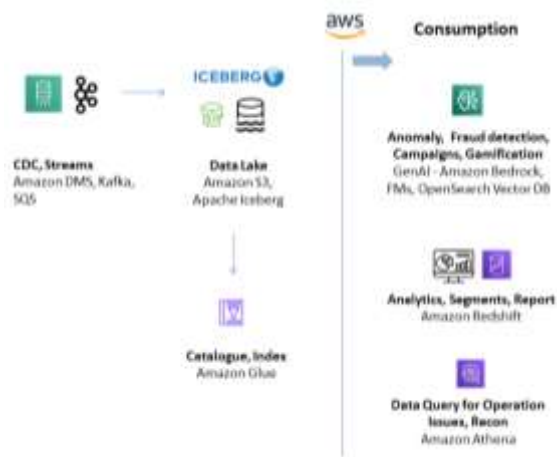 aws
Consumption
ICEBERG
CDC, Streams
Amazon DMS, Kafka,
SQS
Data Lake
Amazon S3,
Apache Iceberg
Catalogue, Index
Amazon Glue
Anomaly, Fraud detection,
Campaigns, Gamification
GenAI - Amazon Bedrock,
FMs, OpenSearch Vector DB
Analytics, Segments, Report
Amazon Redshift
Data Query for Operation
Issues, Recon
Amazon Athena